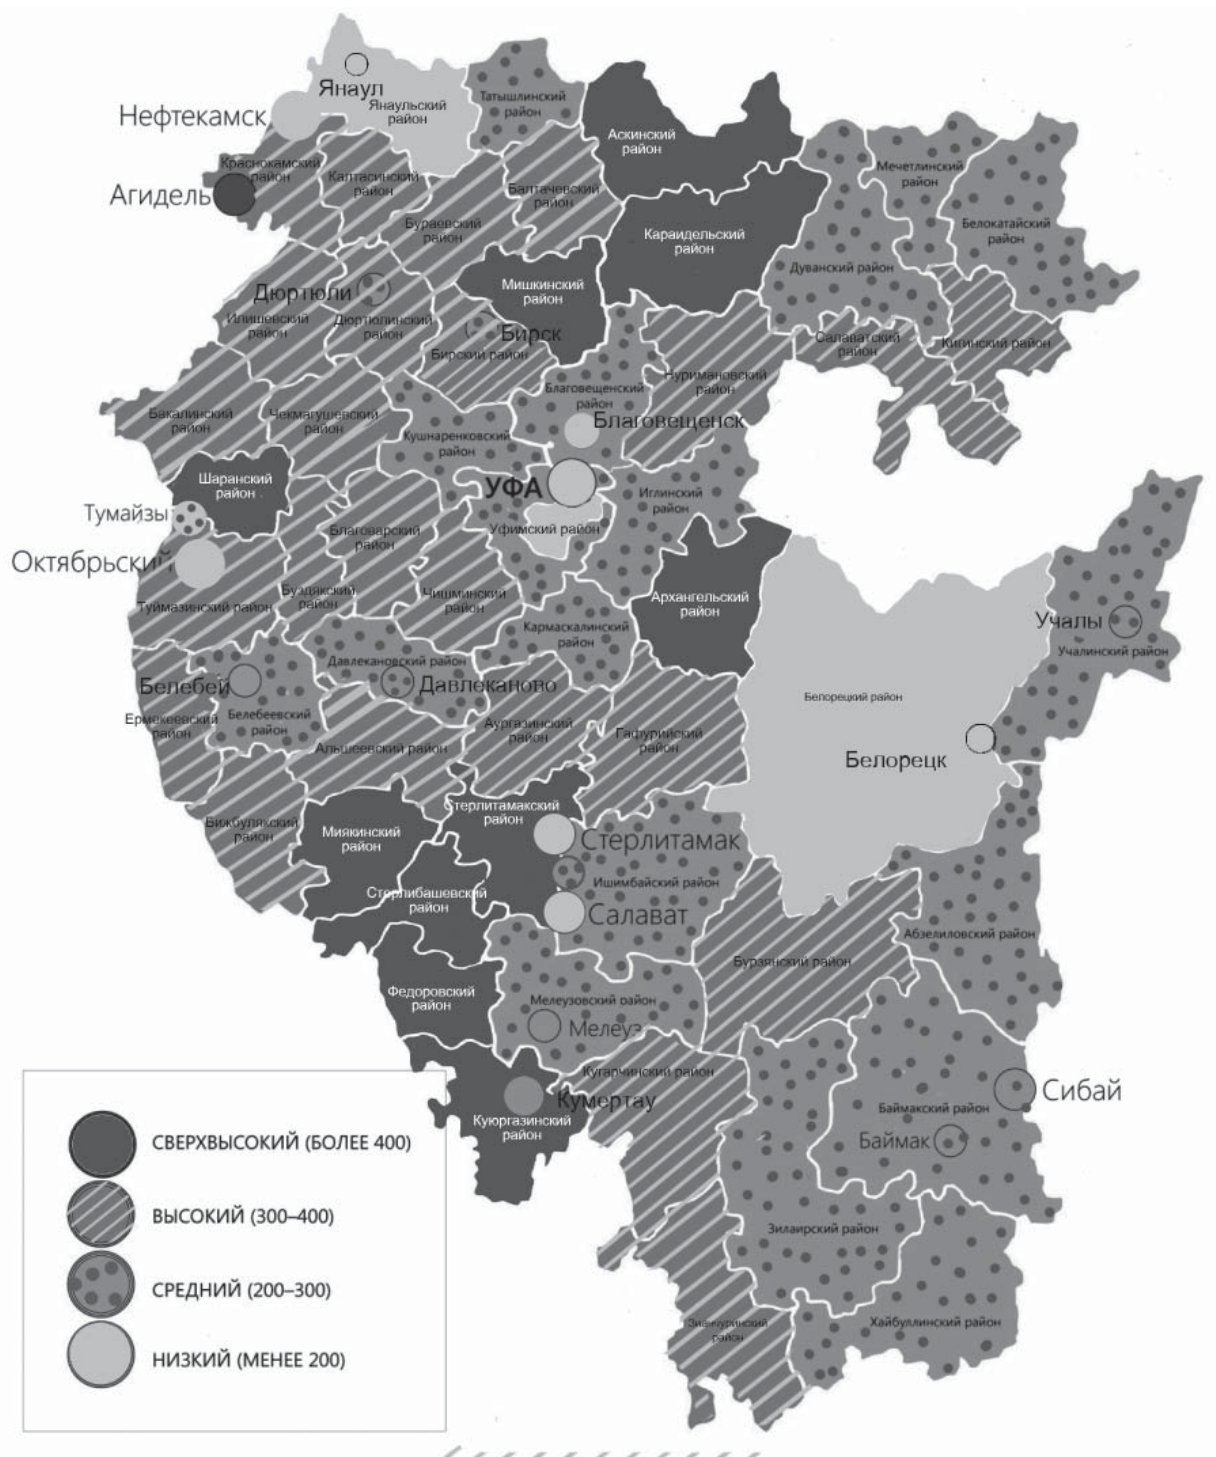 Янаул
Янаульский
район
Нефтекамск
Татышлинский
район
Аскинский
район
Краснокамский
район
Калтасинский
район
Агидель
Балтачевский
район
Бураевский
район
Караидельский
район
Мечетлинский
район
Белокатайский
район
Дуванский район
Мишкинский
район
Дюртюли
Илишевский
район
Дюртюлинский
район
Бирск
Бирский район
Салаватский
район
Кигинский район
Нуримановский
район
Благовещенский
район
Благовещенск
Бакалинский
район
Чекмагушевский
район
Кушнаренковский
район
Шаранский
район
УФА
Иглинский
район
Тумайзы
Уфимский район
Благоварский
район
Октябрьский
Буздякский
район
Чишминский
район
Туймазинский район
Архангельский
район
Кармаскалинский
район
Учалы
Учалинский район
Давлекановский район
Белебей
Давлеканово
Белорецкий район
Ермекеевский
район
Белебеевский
район
Альшеевский район
Аургазинский
район
Гафурийский
район
Белорецк
Стерлитамакский
район
Бижбулякский
район
Миякинский
район
Стерлитамак
Стерлибашевский
район
Ишимбайский район
Салават
Абзелиловский район
Бурзянский район
Федоровский
район
Мелеузовский район
Мелеуз
Кугарчинский район
Кумертау
Куюргазинский
район
Сибай
Баймакский район
Баймак
Зилаирский район
Зианчуринский
район
Хайбуллинский район
СВЕРХВЫСОКИЙ (БОЛЕЕ 400)
ВЫСОКИЙ (300–400)
СРЕДНИЙ (200–300)
НИЗКИЙ (МЕНЕЕ 200)